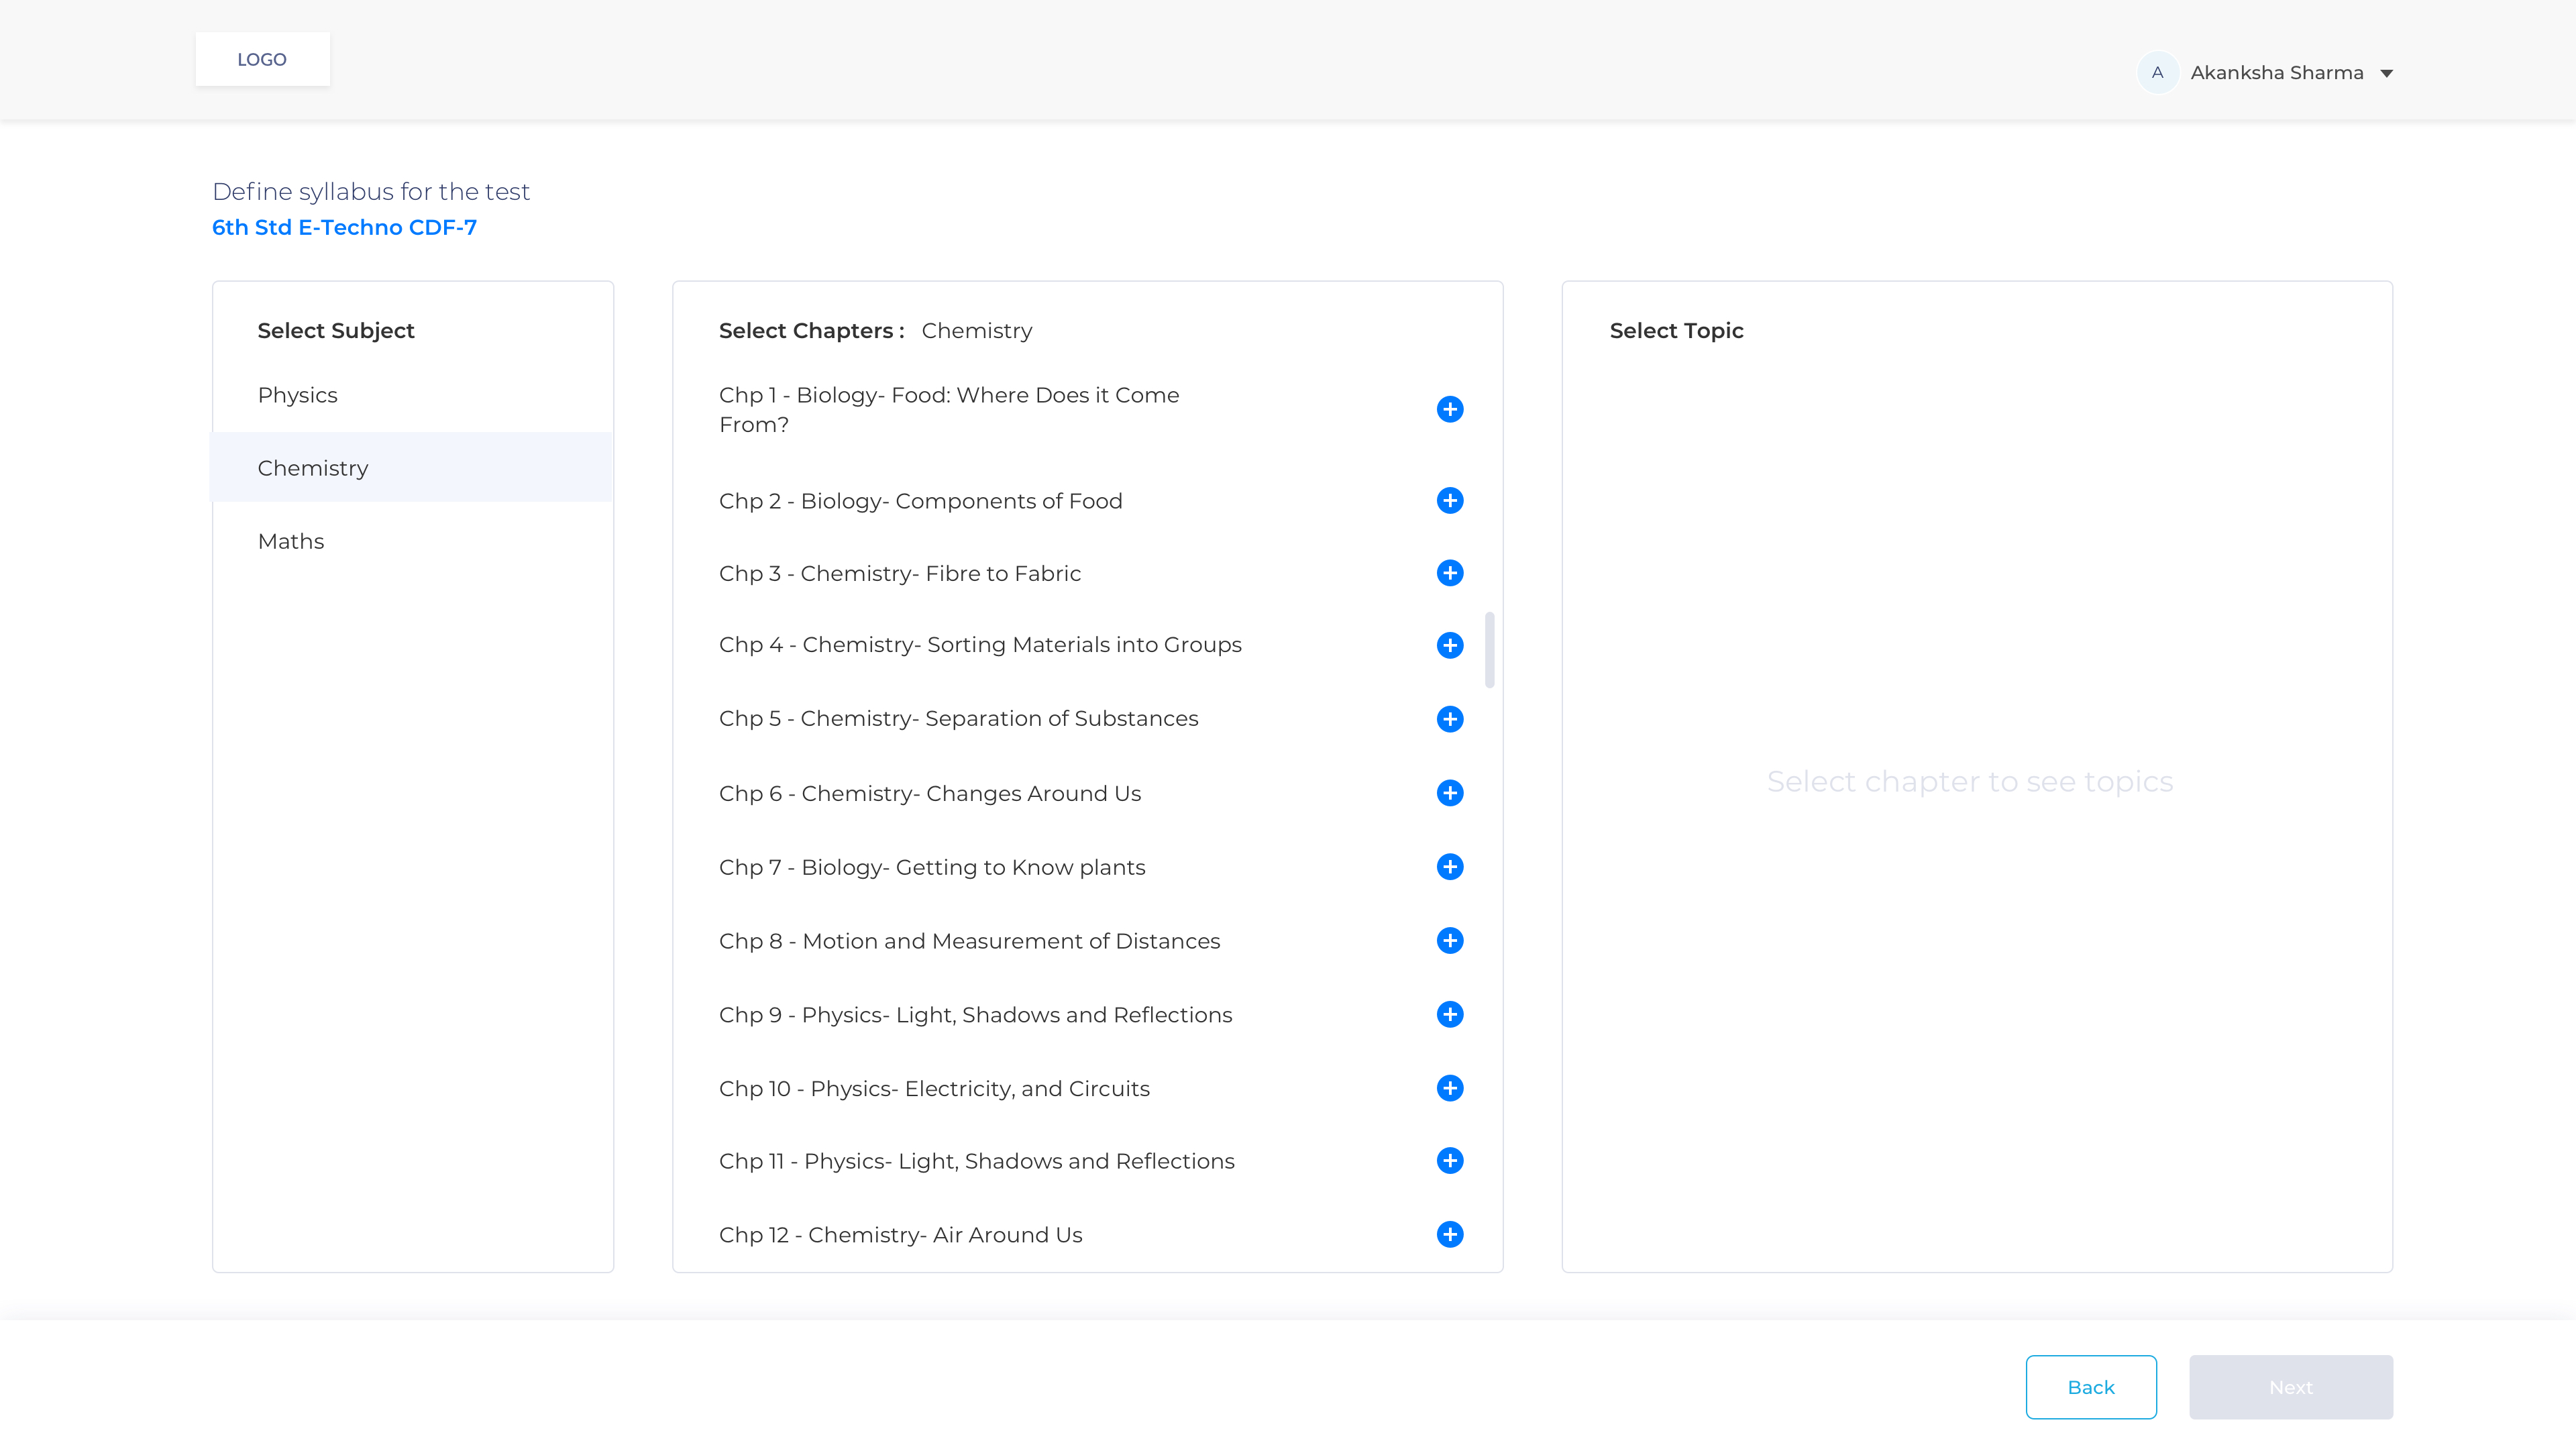 LOGO
A Akanksha Sharma
Define syllabus for the test
6th Std E-Techno CDF-7
Select Subject
Physics
Chemistry
Maths
Select Chapters : Chemistry
Chp 1 - Biology- Food: Where Does it Come
From?
Chp 2 - Biology- Components of Food
Chp 3 - Chemistry- Fibre to Fabric
Chp 4 - Chemistry- Sorting Materials into Groups
Chp 5 - Chemistry- Separation of Substances
Chp 6 - Chemistry- Changes Around Us
Chp 7 - Biology- Getting to Know plants
Chp 8 - Motion and Measurement of Distances
Chp 9 - Physics- Light, Shadows and Reflections
Chp 10 - Physics- Electricity, and Circuits
Chp 11 - Physics- Light, Shadows and Reflections
Chp 12 - Chemistry- Air Around Us
Select Topic
Select chapter to see topics
Back
Next